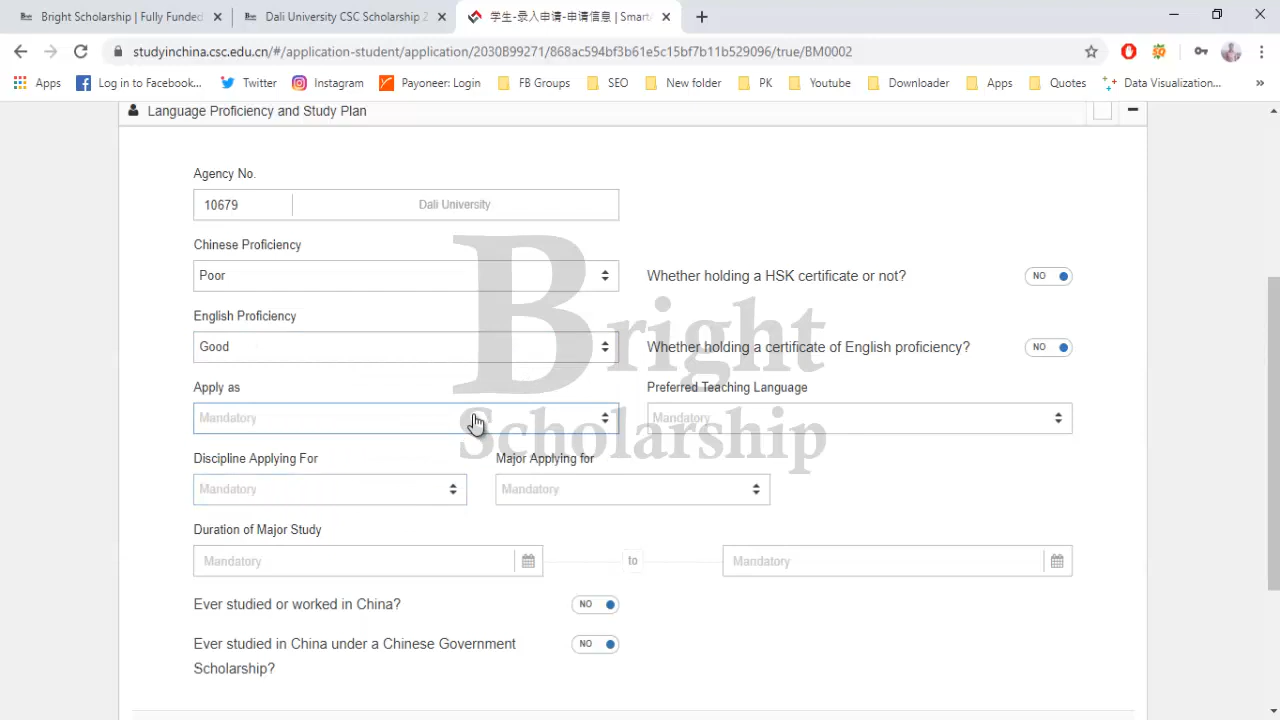 Bright Scholarship | Fully Funded
Dali University CSC Scholarship 2
学生-录入申请-申请信息 | Smart
studyinchina.csc.edu.cn/#/application-student/application/2030899271/868ac594bf3b61e5c15bf7b11b529096/true/BM0002
Apps
Log in to Facebook...
Twitter
Instagram
Payoneer: Login
FB Groups
SEO
New folder
PK
Youtube
Downloader
Apps
Quotes
Data Visualization...
»
Language Proficiency and Study Plan
Agency No.
10679
Dali University
Chinese Proficiency
Poor
Whether holding a HSK certificate or not?
NO
English Proficiency
Good
Whether holding a certificate of English proficiency?
NO
Bright
Scholarship
Apply as
Preferred Teaching Language
Mandatory
Mandatory
Discipline Applying For
Major Applying for
Mandatory
Mandatory
Duration of Major Study
Mandatory
to
Mandatory
Ever studied or worked in China?
NO
Ever studied in China under a Chinese Government
Scholarship?
NO